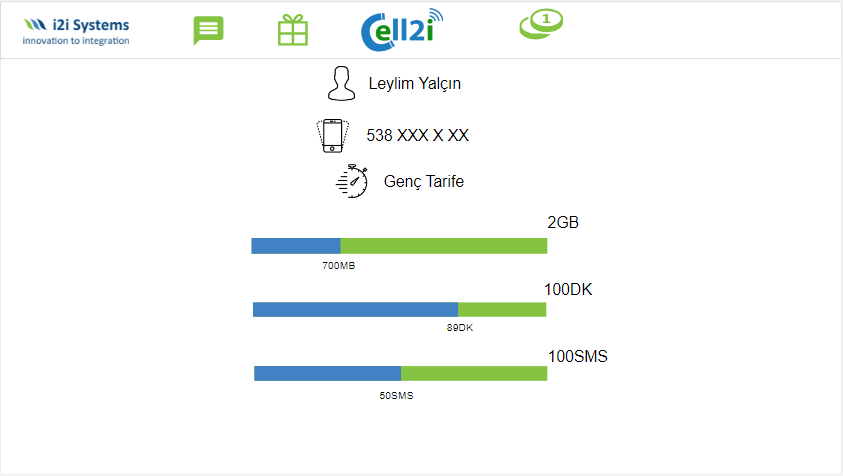 i2i Systems
innovation to integration
Cell2i
1
Leylim Yalçın
538 XXX X XX
Genç Tarife
2GB
700MB
100DK
89DK
100SMS
50SMS